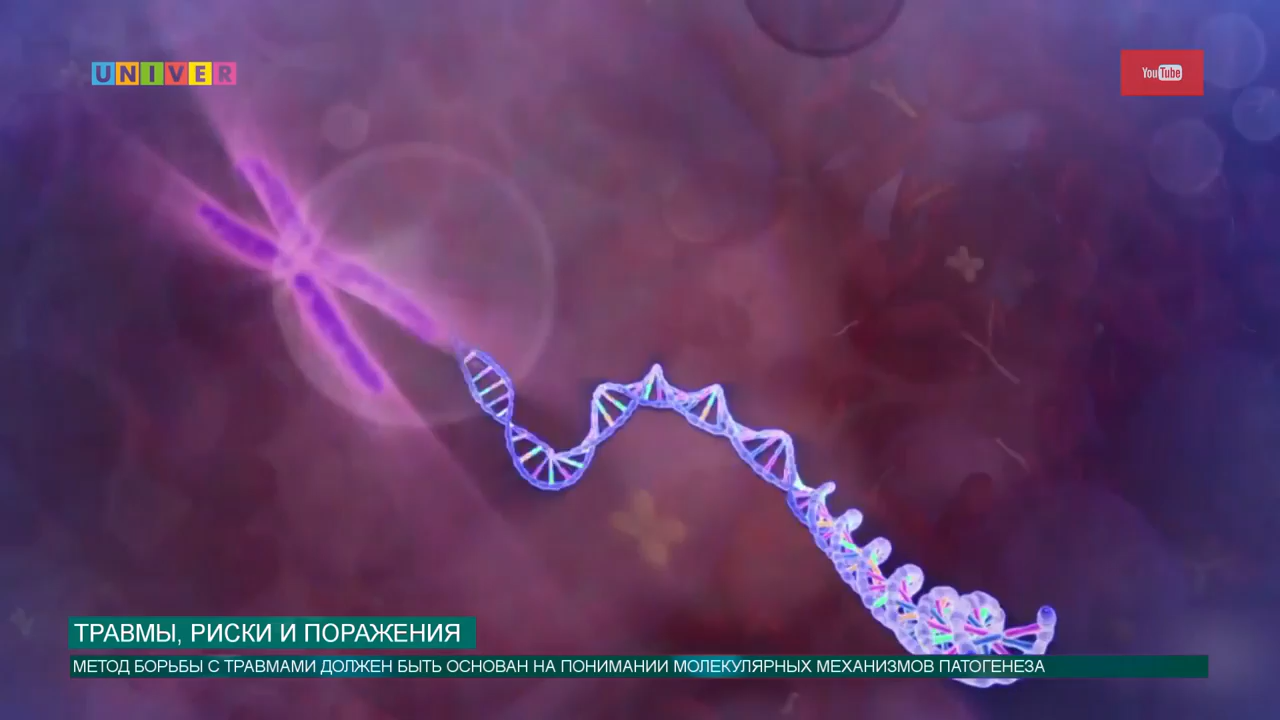 UNIVER
YouTube
ТРАВМЫ, РИСКИ И ПОРАЖЕНИЯ
МЕТОД БОРЬБЫ С ТРАВМАМИ ДОЛЖЕН БЫТЬ ОСНОВАН НА ПОНИМАНИИ МОЛЕКУЛЯРНЫХ МЕХАНИЗМОВ ПАТОГЕНЕЗА